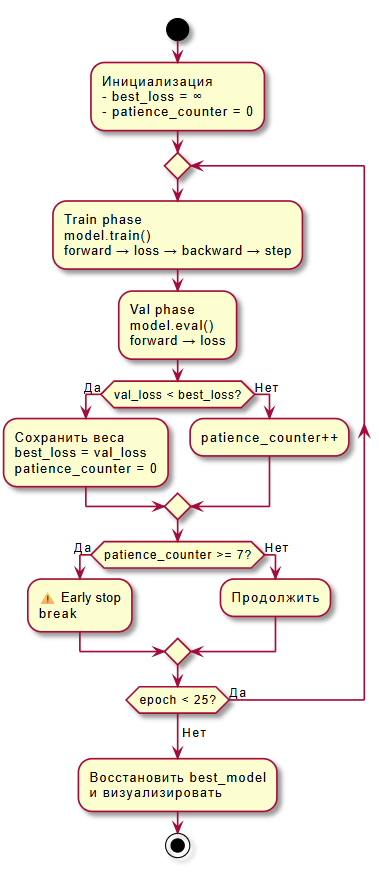 Инициализация
- best_loss = ∞
- patience_counter = 0
Train phase
model.train()
forward → loss → backward → step
Val phase
model.eval()
forward → loss
Да
val_loss < best_loss?
Нет
Сохранить веса
best_loss = val_loss
patience_counter = 0
patience_counter++
Да
patience_counter >= 7?
Нет
⚠️ Early stop
break
Продолжить
epoch < 25?
Да
Нет
Восстановить best_model
и визуализировать